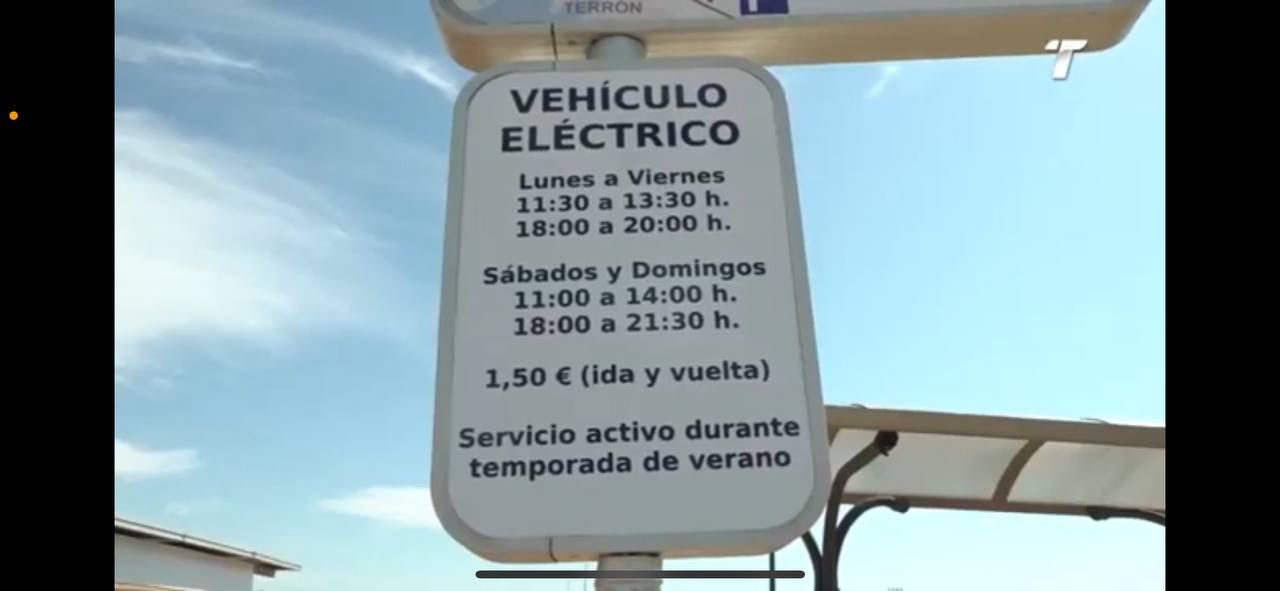 TERRÓN
VEHÍCULO
ELÉCTRICO
Lunes a Viernes
11:30 a 13:30 h.
18:00 a 20:00 h.
Sábados y Domingos
11:00 a 14:00 h.
18:00 a 21:30 h.
1,50 € (ida y vuelta)
Servicio activo durante
temporada de verano